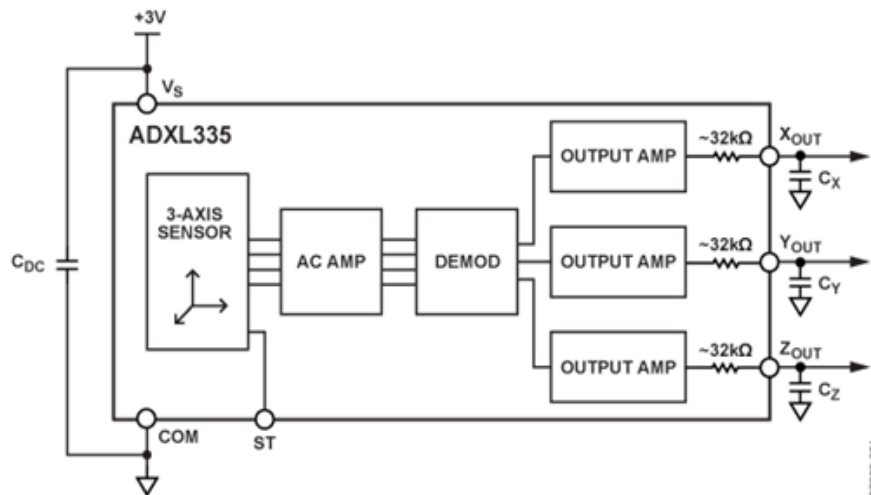 +3V
VS
ADXL335
3-AXIS
SENSOR
AC AMP
DEMOD
OUTPUT AMP
~32kΩ
XOUT
CX
OUTPUT AMP
~32kΩ
YOUT
CY
OUTPUT AMP
~32kΩ
ZOUT
CZ
CDC
COM
ST